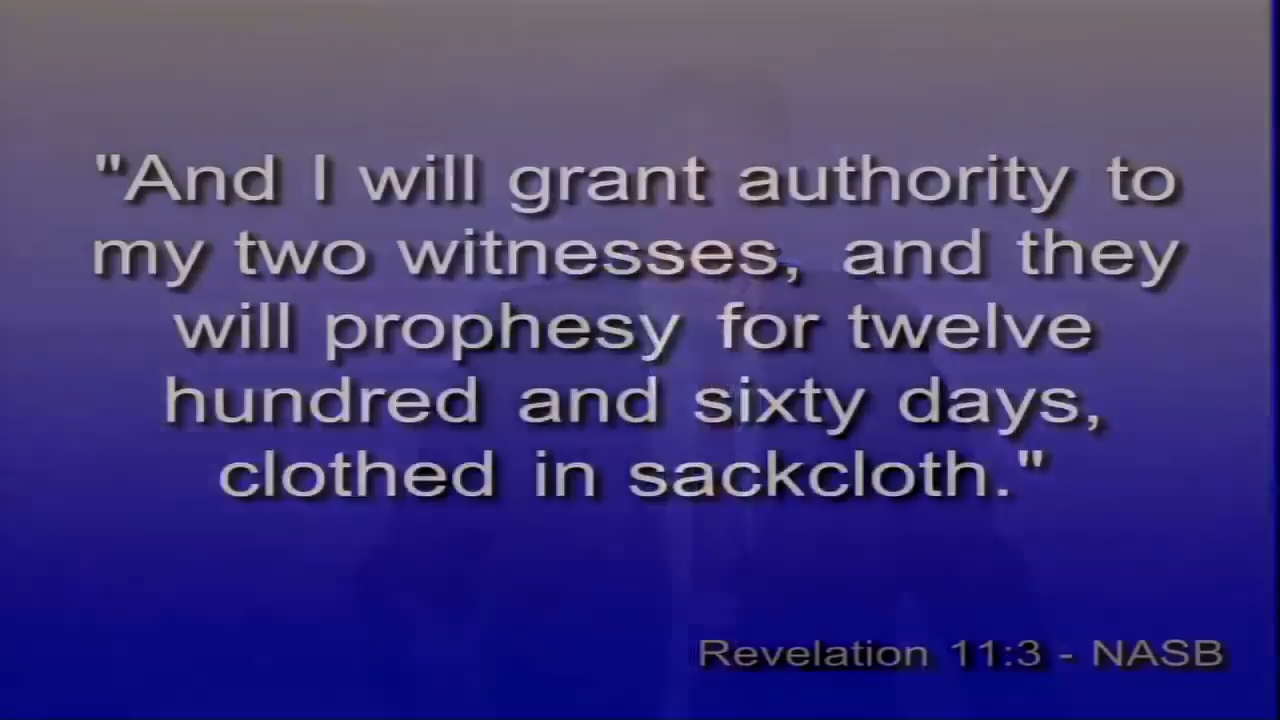 "And I will grant authority to
my two witnesses, and they
will prophesy for twelve
hundred and sixty days,
clothed in sackcloth."
Revelation 11:3 - NASB